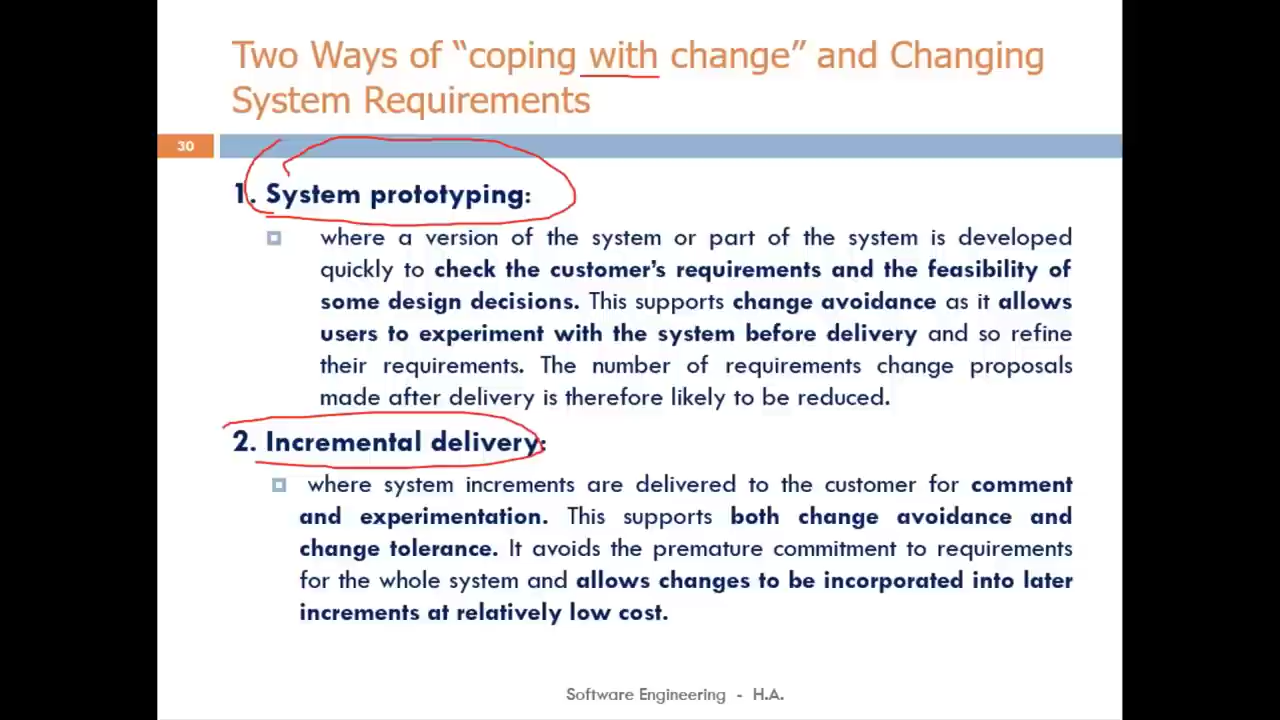 Two Ways of “coping with change” and Changing
System Requirements
30
1. System prototyping:
where a version of the system or part of the system is developed
quickly to check the customer’s requirements and the feasibility of
some design decisions. This supports change avoidance as it allows
users to experiment with the system before delivery and so refine
their requirements. The number of requirements change proposals
made after delivery is therefore likely to be reduced.
2. Incremental delivery:
where system increments are delivered to the customer for comment
and experimentation. This supports both change avoidance and
change tolerance. It avoids the premature commitment to requirements
for the whole system and allows changes to be incorporated into later
increments at relatively low cost.
Software Engineering - H.A.